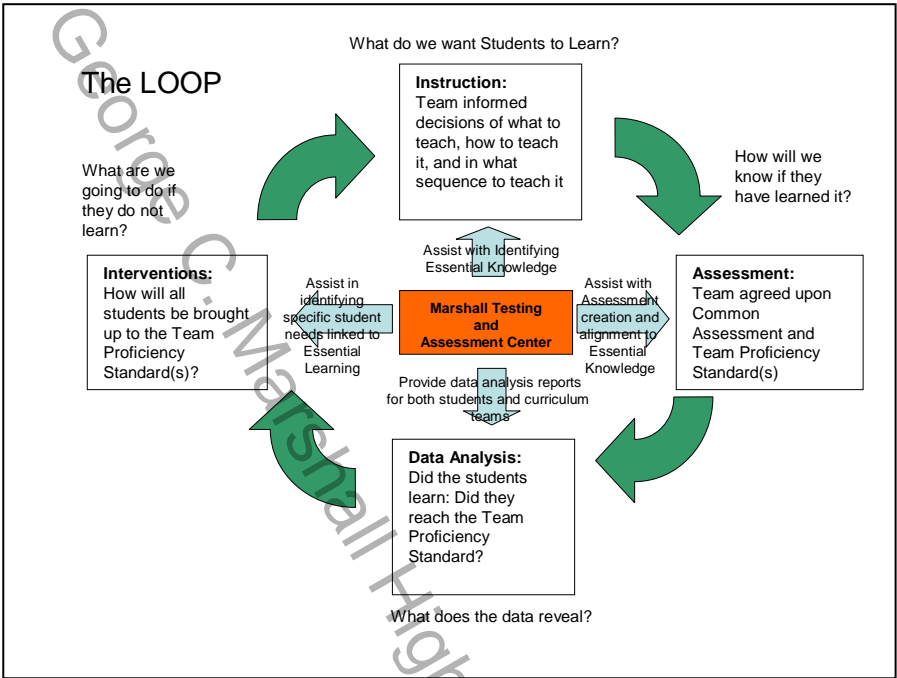 What do we want Students to Learn?
The LOOP
Instruction:
Team informed
decisions of what to
teach, how to teach
it, and in what
sequence to teach it
What are we
going to do if
they do not
learn?
How will we
know if they
have learned it?
Assist with Identifying
Essential Knowledge
Interventions:
How will all
students be brought
up to the Team
Proficiency
Standard(s)?
Assist in
identifying
specific student
needs linked to
Essential
Learning
Marshall Testing
and
Assessment Center
Assist with
Assessment
creation and
alignment to
Essential
Knowledge
Assessment:
Team agreed upon
Common
Assessment and
Team Proficiency
Standard(s)
Provide data analysis reports
for both students and curriculum
teams
Data Analysis:
Did the students
learn: Did they
reach the Team
Proficiency
Standard?
What does the data reveal?
George C. Marshall High